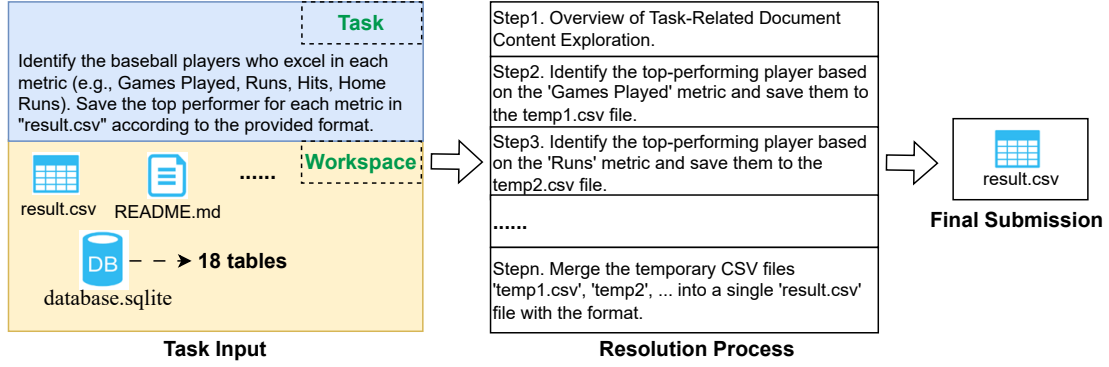 Task
Identify the baseball players who excel in each
metric (e.g., Games Played, Runs, Hits, Home
Runs). Save the top performer for each metric in
"result.csv" according to the provided format.
Workspace
result.csv
README.md
......
DB
18 tables
database.sqlite
Task Input
Step1. Overview of Task-Related Document
Content Exploration.
Step2. Identify the top-performing player based
on the 'Games Played' metric and save them to
the temp1.csv file.
Step3. Identify the top-performing player based
on the 'Runs' metric and save them to the
temp2.csv file.
......
Stepn. Merge the temporary CSV files
'temp1.csv', 'temp2', ... into a single 'result.csv'
file with the format.
Resolution Process
result.csv
Final Submission